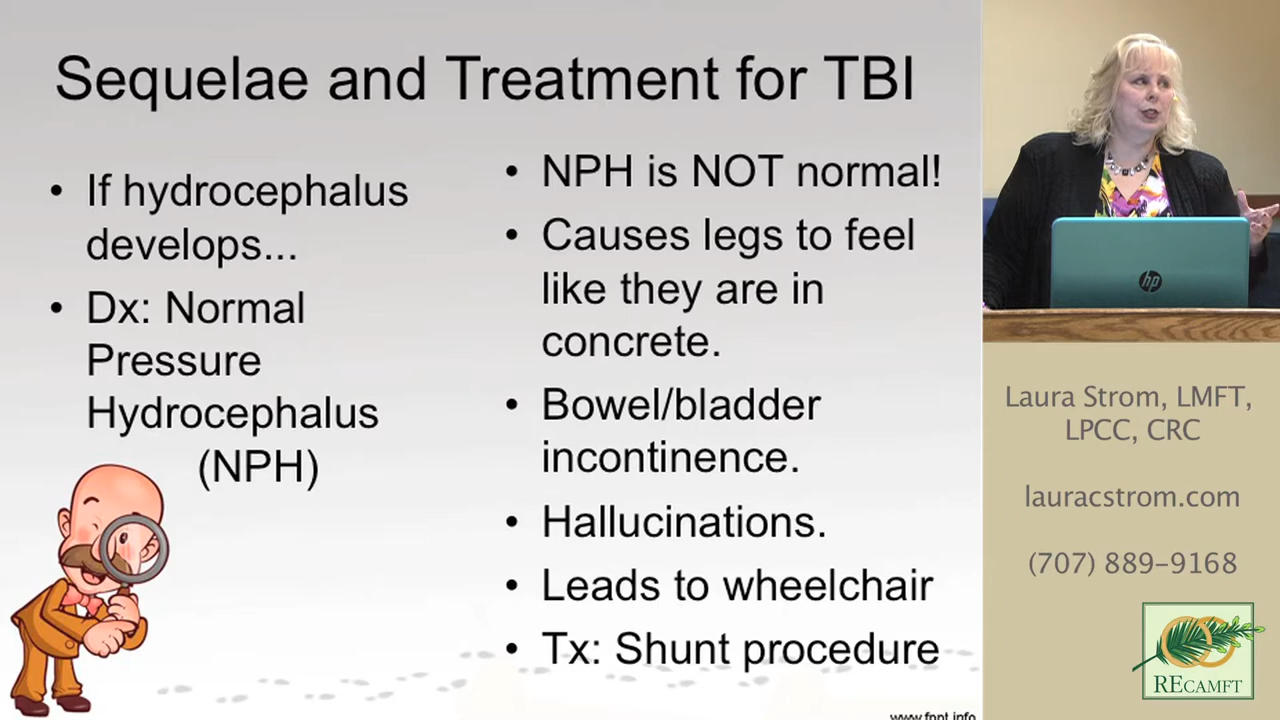 Sequelae and Treatment for TBI
• If hydrocephalus
develops...
• Dx: Normal
Pressure
Hydrocephalus
(NPH)
• NPH is NOT normal!
• Causes legs to feel
like they are in
concrete.
• Bowel/bladder
incontinence.
• Hallucinations.
• Leads to wheelchair
• Tx: Shunt procedure
www.fppt.info
hp
Laura Strom, LMFT,
LPCC, CRC
lauracstrom.com
(707) 889-9168
RECAMFT